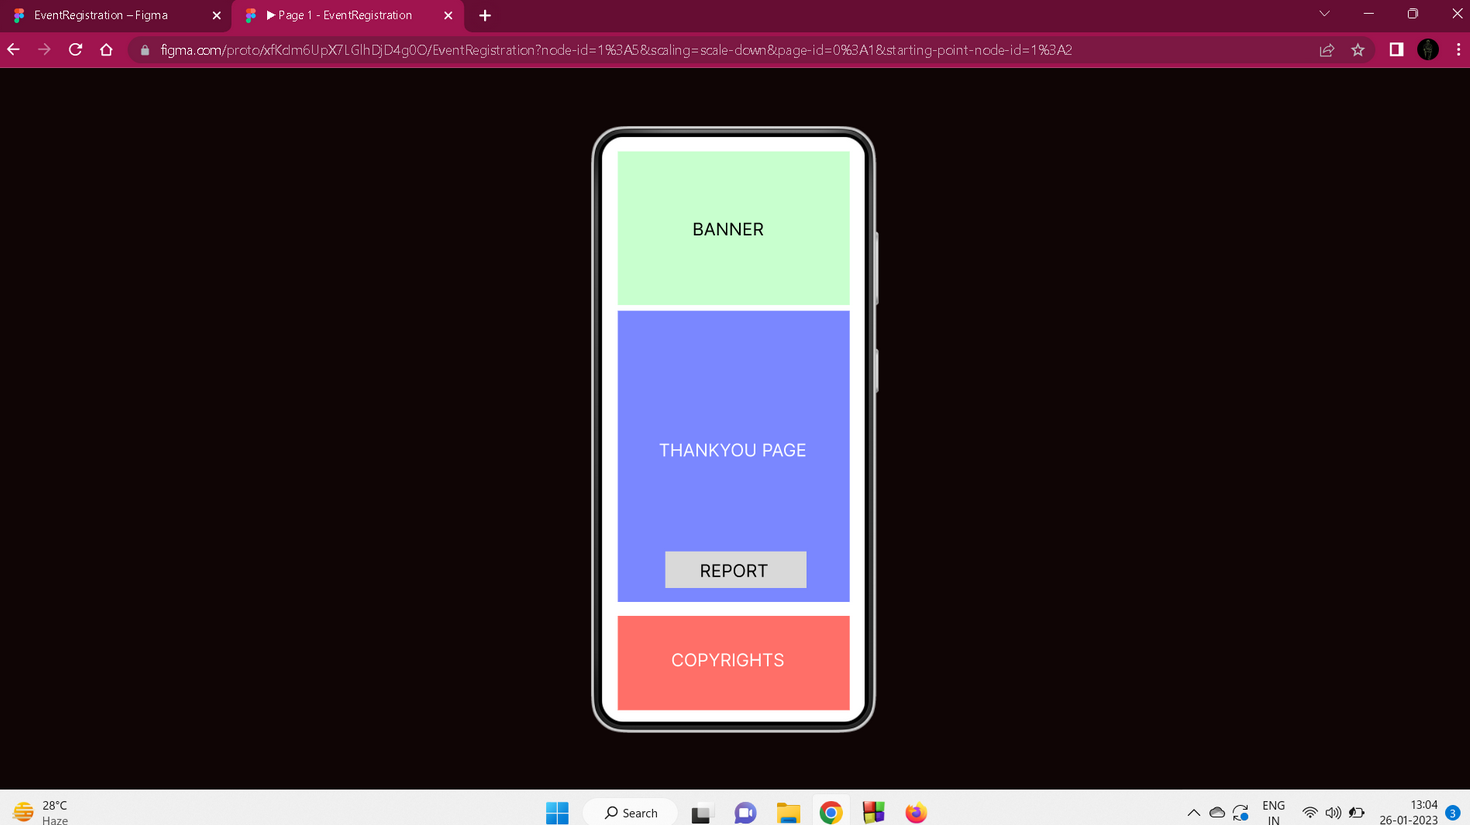 EventRegistration – Figma
▶ Page 1 - EventRegistration
figma.com/proto/xfKdm6UpX7LGlhDjD4g0O/EventRegistration?node-id=1%3A5&scaling=scale-down&page-id=0%3A1&starting-point-node-id=1%3A2
BANNER
THANKYOU PAGE
REPORT
COPYRIGHTS
28°C
Haze
Search
ENG
IN
13:04
26-01-2023
3